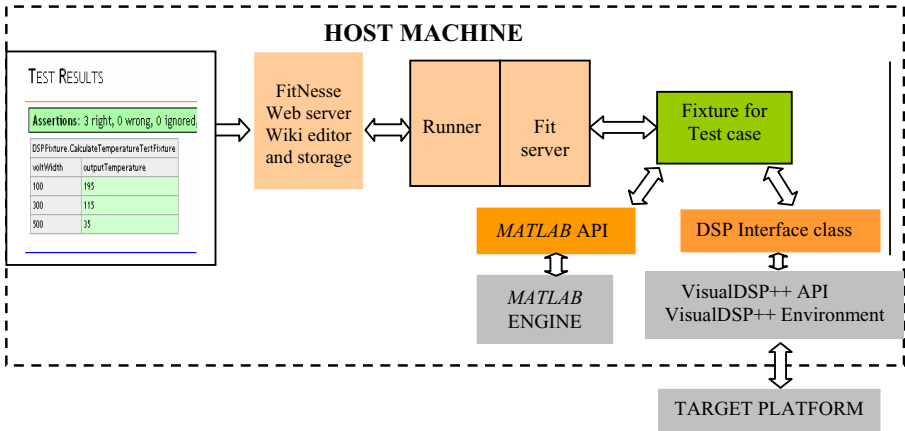 HOST MACHINE
TEST RESULTS
Assertions: 3 right, 0 wrong, 0 ignored,
DSPFixture.CalculateTemperatureTestFixture
voltWidth outputTemperature
100 195
300 115
500 35
FitNesse
Web server
Wiki editor
and storage
Runner
Fit
server
Fixture for
Test case
MATLAB API
DSP Interface class
MATLAB
ENGINE
VisualDSP++ API
VisualDSP++ Environment
TARGET PLATFORM